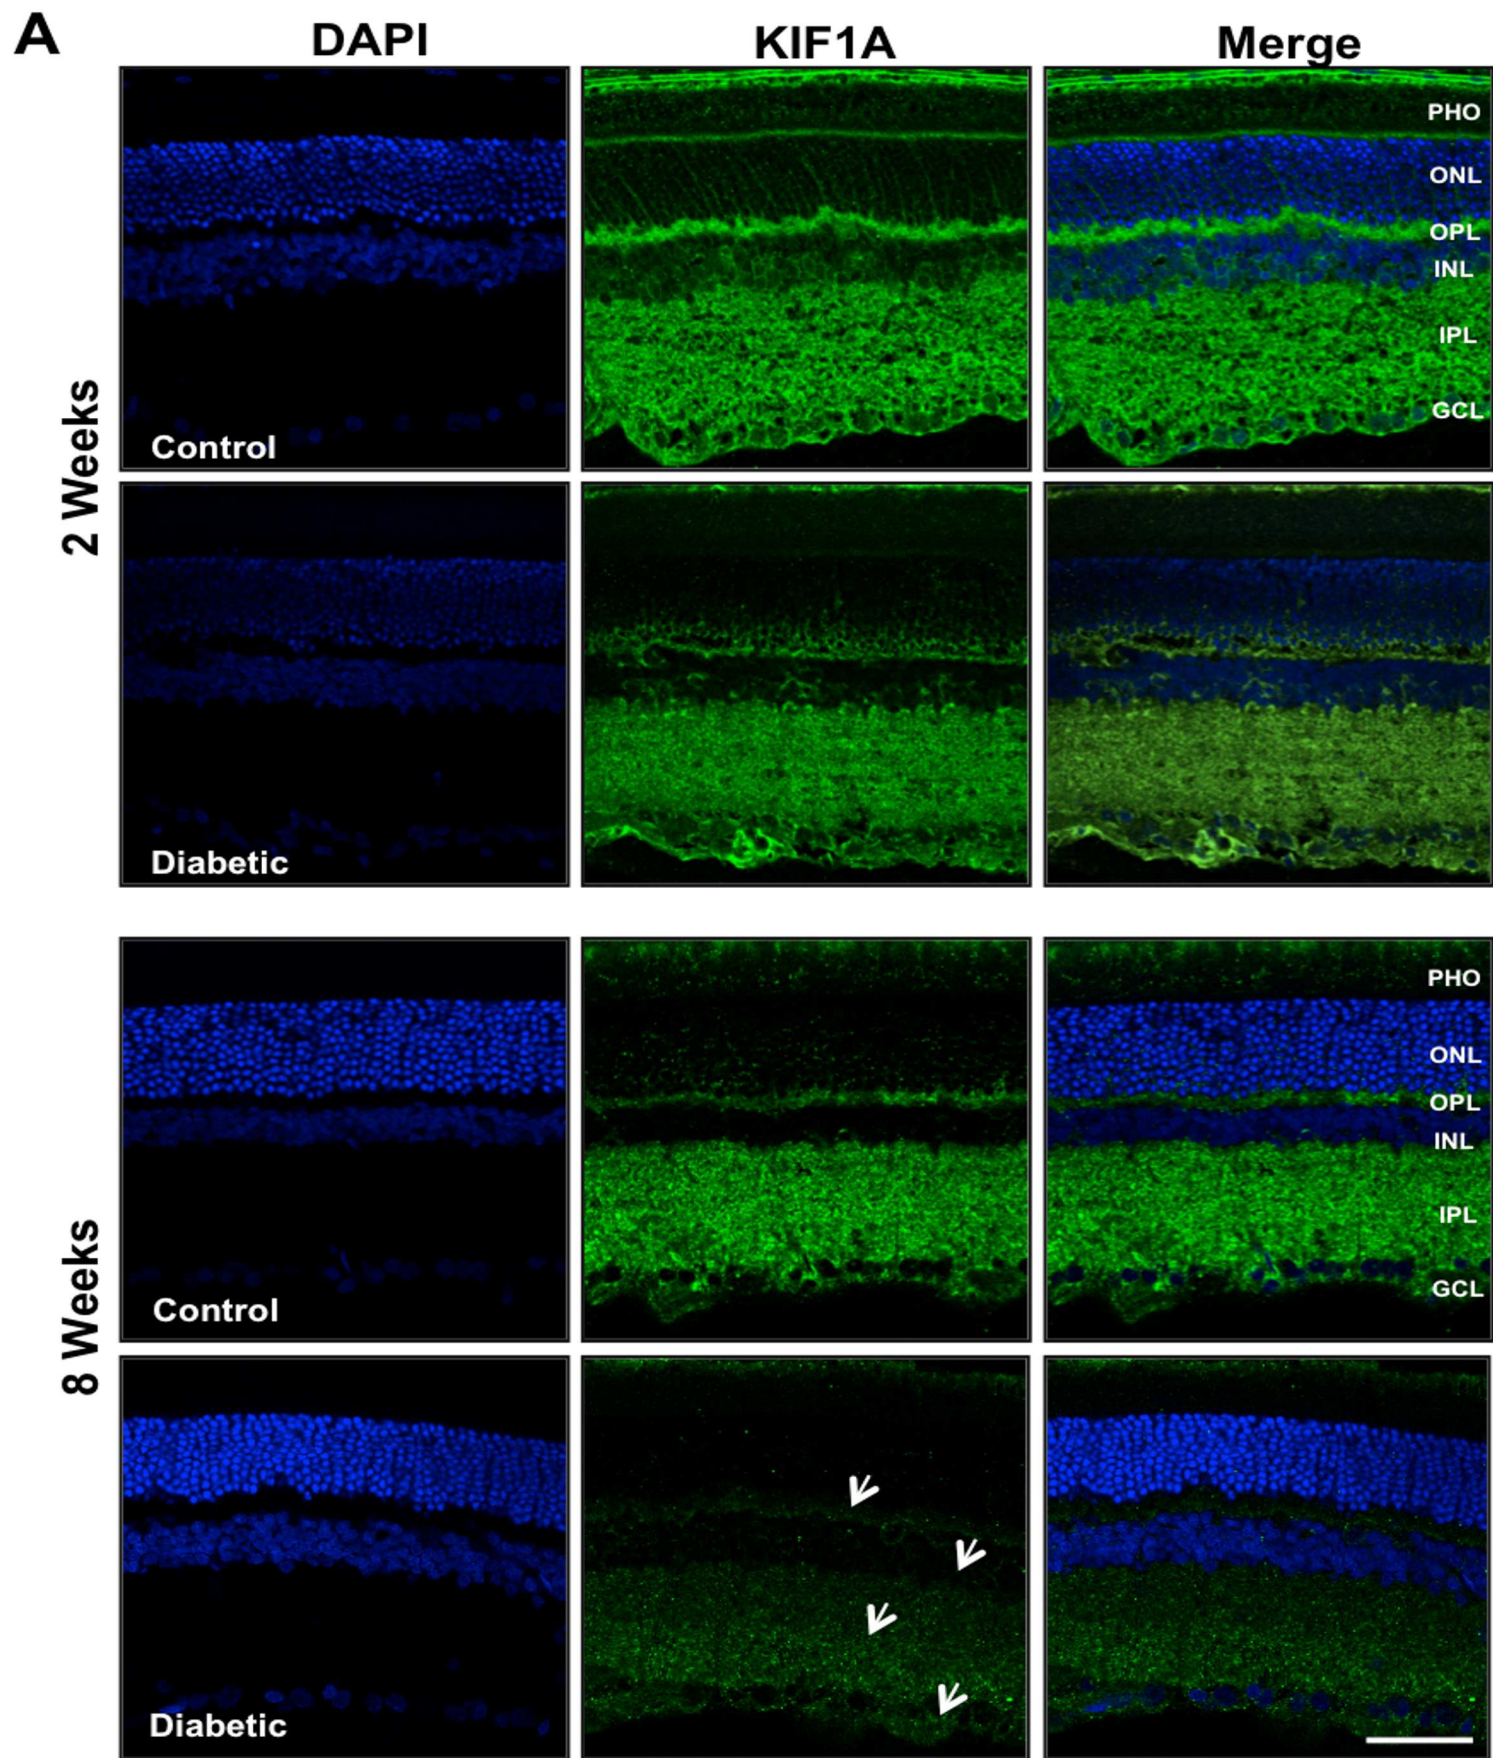 A
DAPI KIF1A Merge
2 Weeks
PHO
ONL
OPL
INL
IPL
GCL
Control
Diabetic
8 Weeks
PHO
ONL
OPL
INL
IPL
GCL
Control
Diabetic